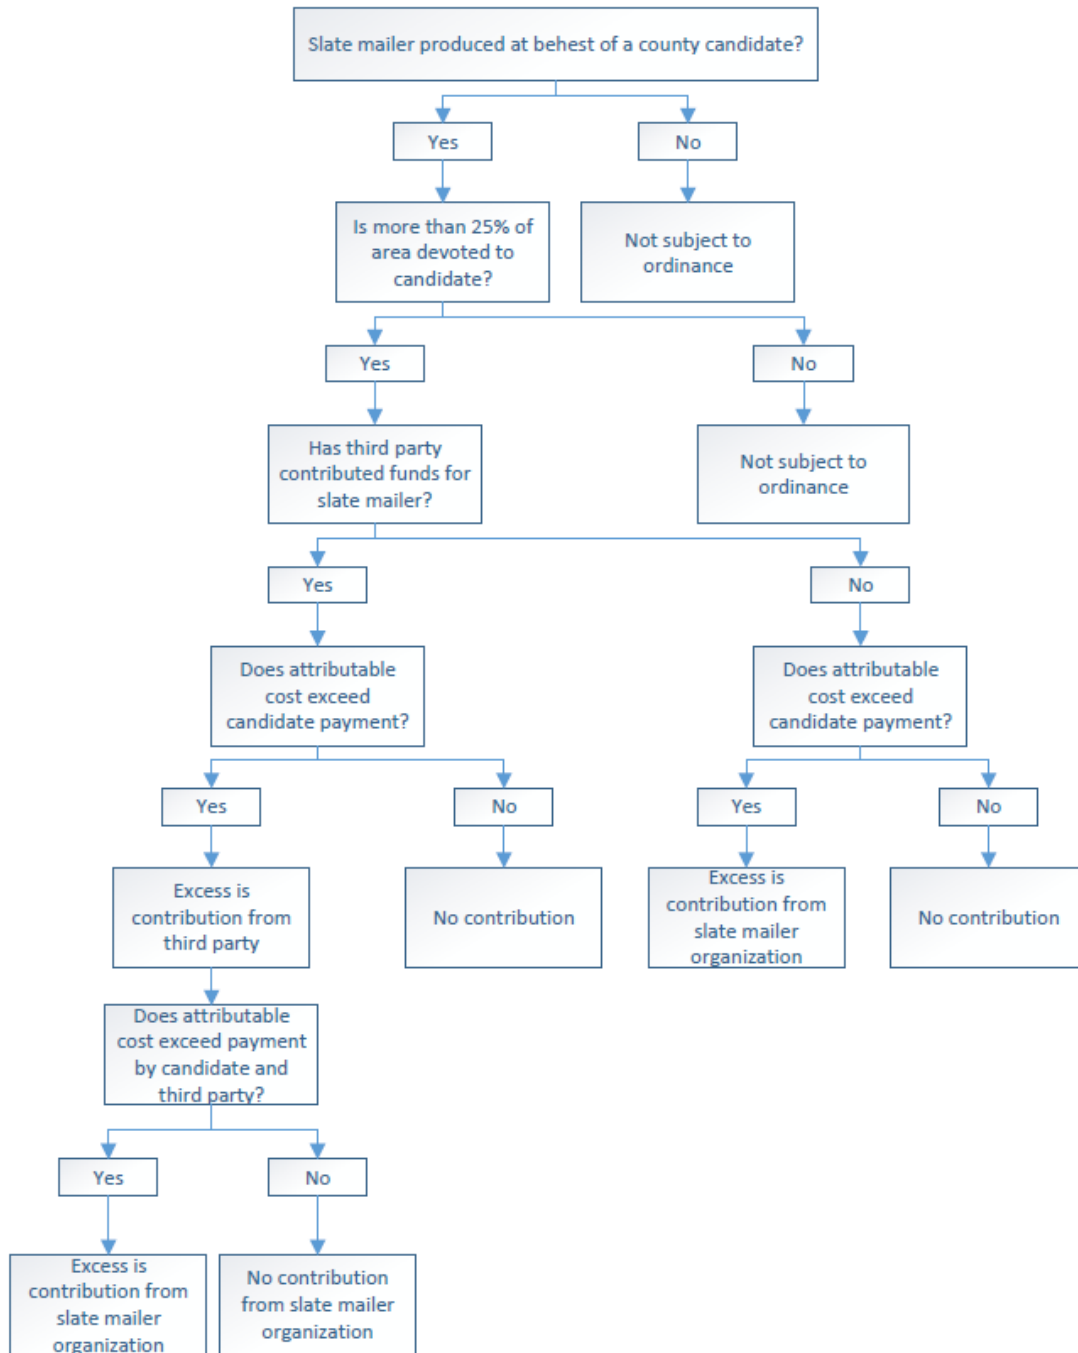 Slate mailer produced at behest of a county candidate?
Yes
No
Is more than 25% of
area devoted to
candidate?
Not subject to
ordinance
Yes
No
Has third party
contributed funds for
slate mailer?
Not subject to
ordinance
Yes
No
Does attributable
cost exceed
candidate payment?
Does attributable
cost exceed
candidate payment?
Yes
No
Yes
No
Excess is
contribution from
third party
No contribution
Excess is
contribution from
slate mailer
organization
No contribution
Does attributable
cost exceed payment
by candidate and
third party?
Yes
No
Excess is
contribution from
slate mailer
organization
No contribution
from slate mailer
organization